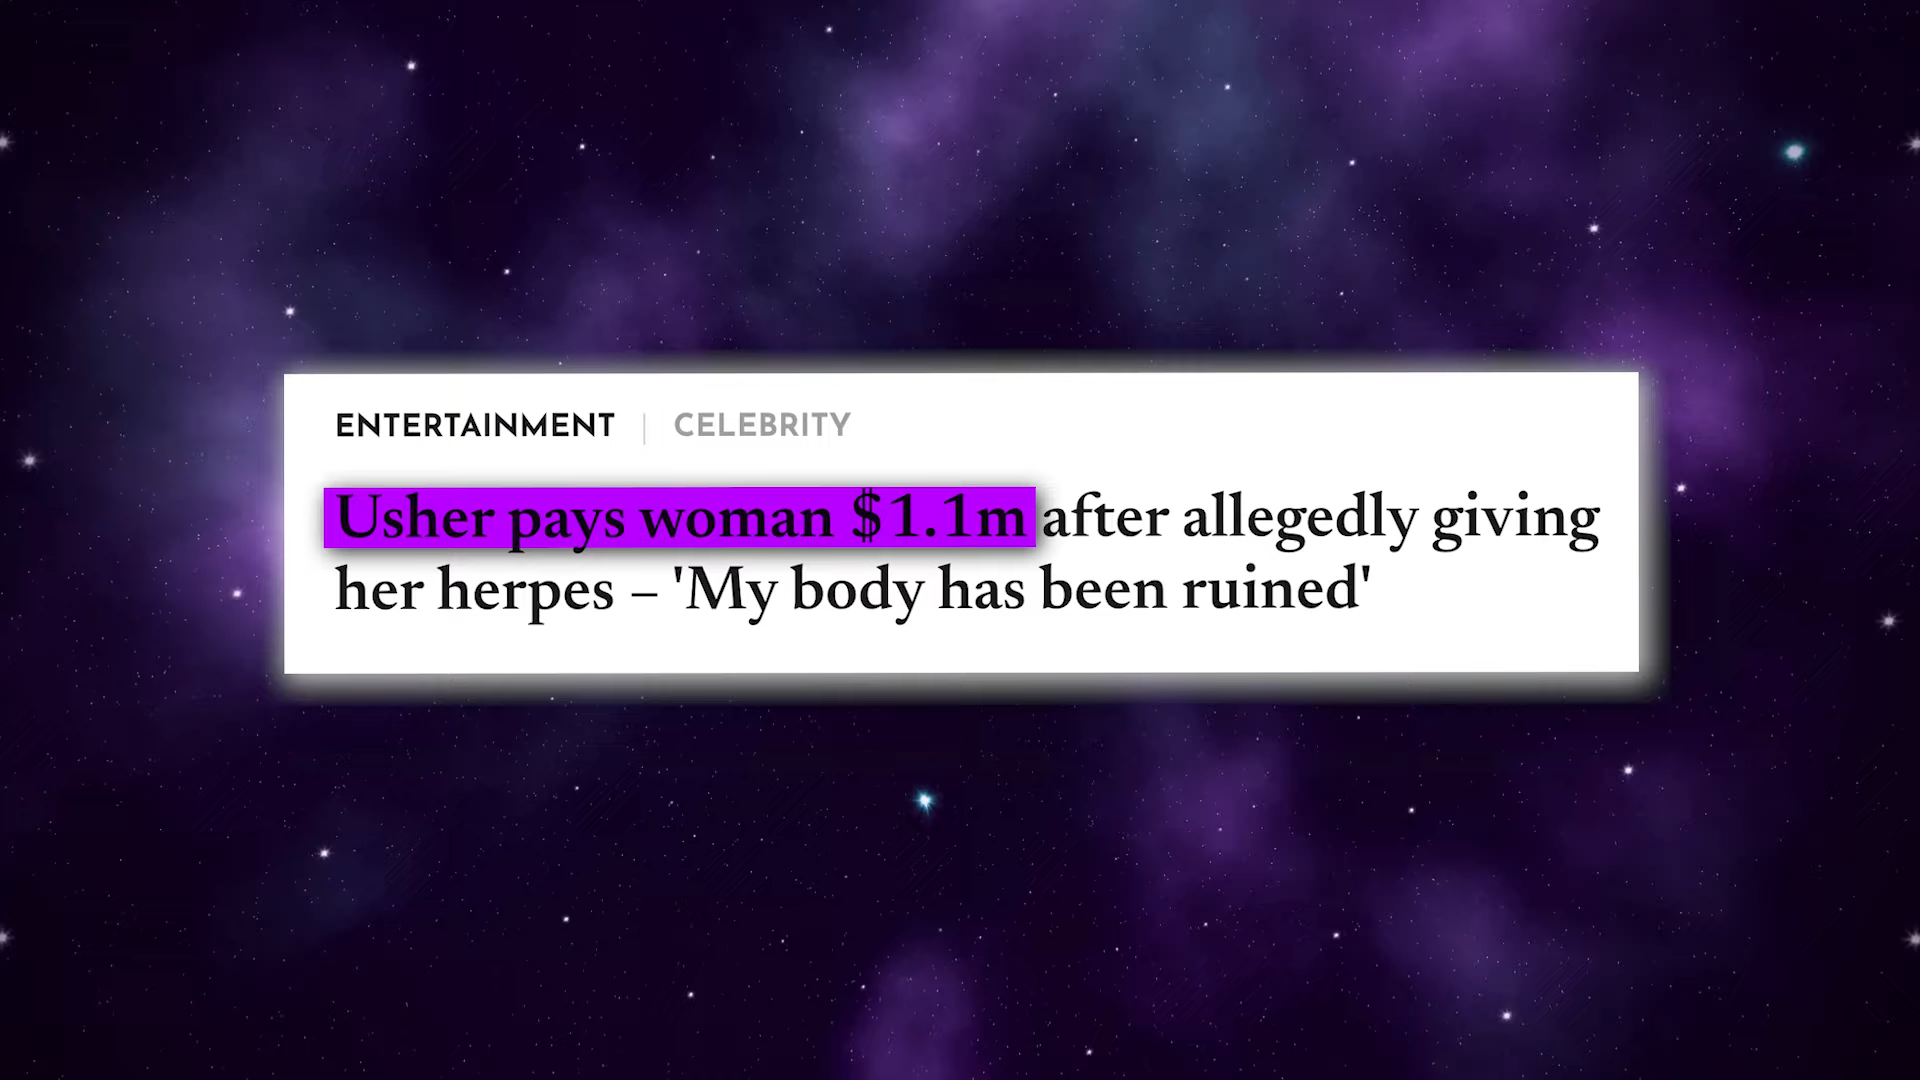 ENTERTAINMENT | CELEBRITY
Usher pays woman $1.1m after allegedly giving
her herpes – 'My body has been ruined'